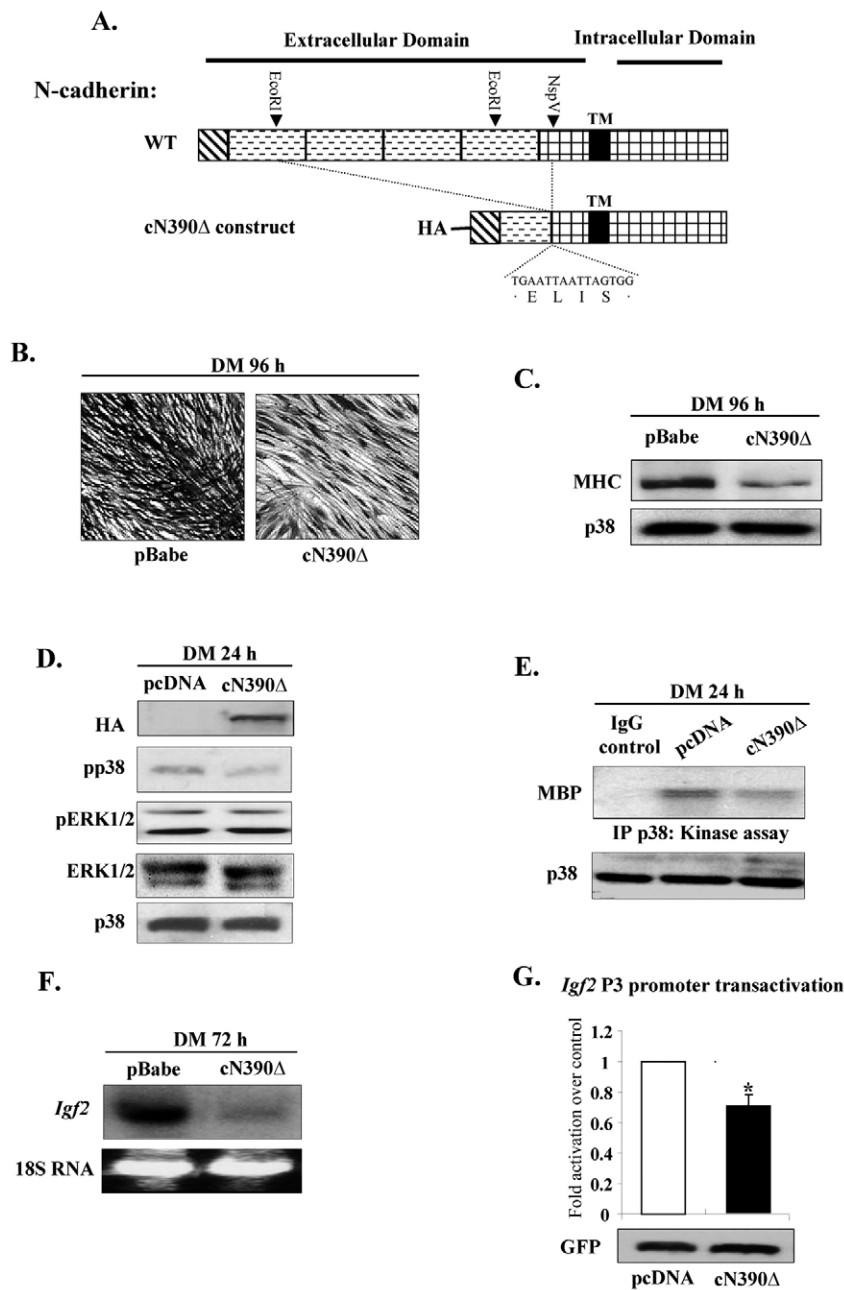 A.
Extracellular Domain
Intracellular Domain
N-cadherin:
EcoRI
EcoRI
NspV
TM
WT
TM
cN390Δ construct
HA
TGAATTAATTAGTGG
· E L I S ·
B.
DM 96 h
pBabe
cN390Δ
C.
DM 96 h
pBabe
cN390Δ
MHC
p38
D.
DM 24 h
pcDNA
cN390Δ
HA
pp38
pERK1/2
ERK1/2
p38
E.
DM 24 h
IgG
control
pcDNA
cN390Δ
MBP
IP p38: Kinase assay
p38
F.
DM 72 h
pBabe
cN390Δ
Igf2
18S RNA
G.
Igf2 P3 promoter transactivation
Fold activation over control
1.2
1
0.8
0.6
0.4
0.2
0
*
GFP
pcDNA
cN390Δ